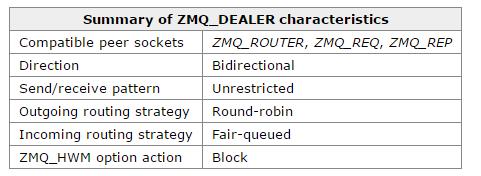 Summary of ZMQ_DEALER characteristics
Compatible peer sockets ZMQ_ROUTER, ZMQ_REQ, ZMQ_REP
Direction Bidirectional
Send/receive pattern Unrestricted
Outgoing routing strategy Round-robin
Incoming routing strategy Fair-queued
ZMQ_HWM option action Block